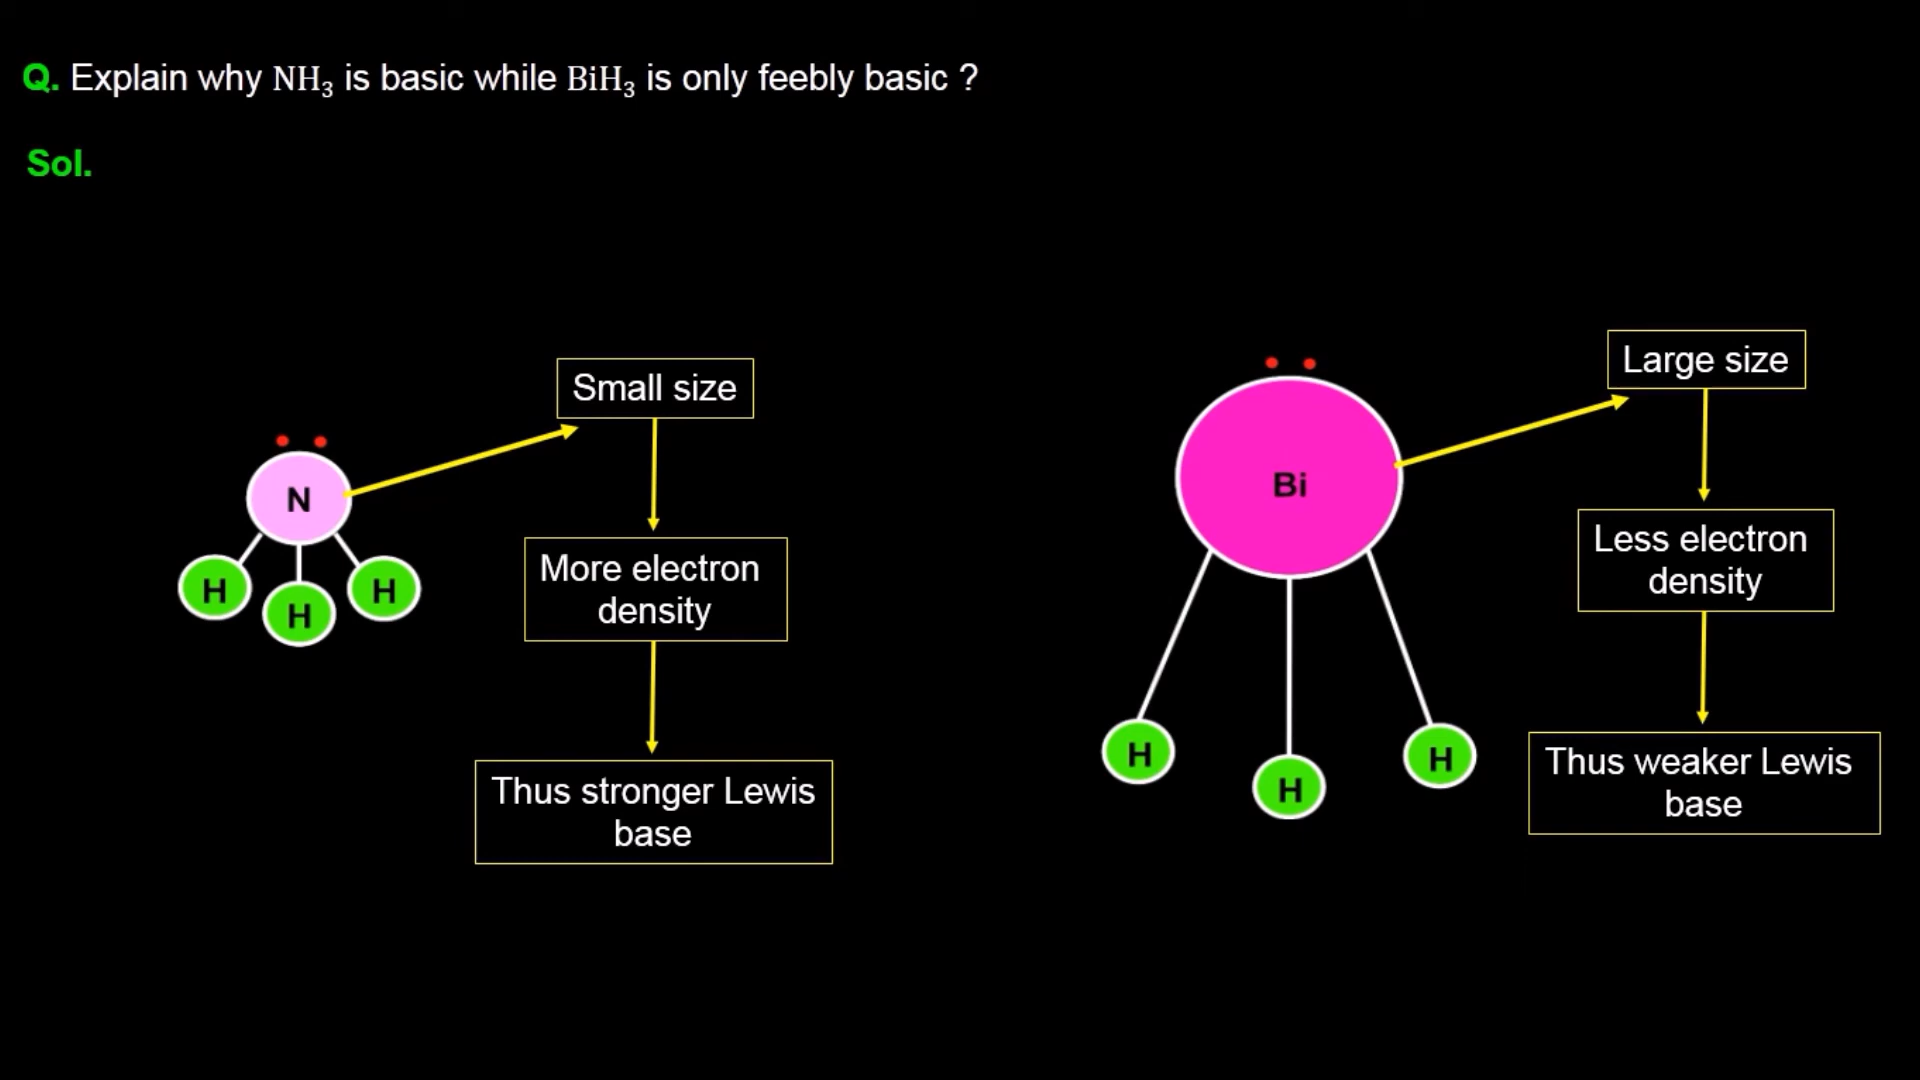 Q. Explain why NH₃ is basic while BiH₃ is only feebly basic ?
Sol.
Small size
N
H
H
H
More electron
density
Thus stronger Lewis
base
Large size
Bi
H
H
H
Less electron
density
Thus weaker Lewis
base